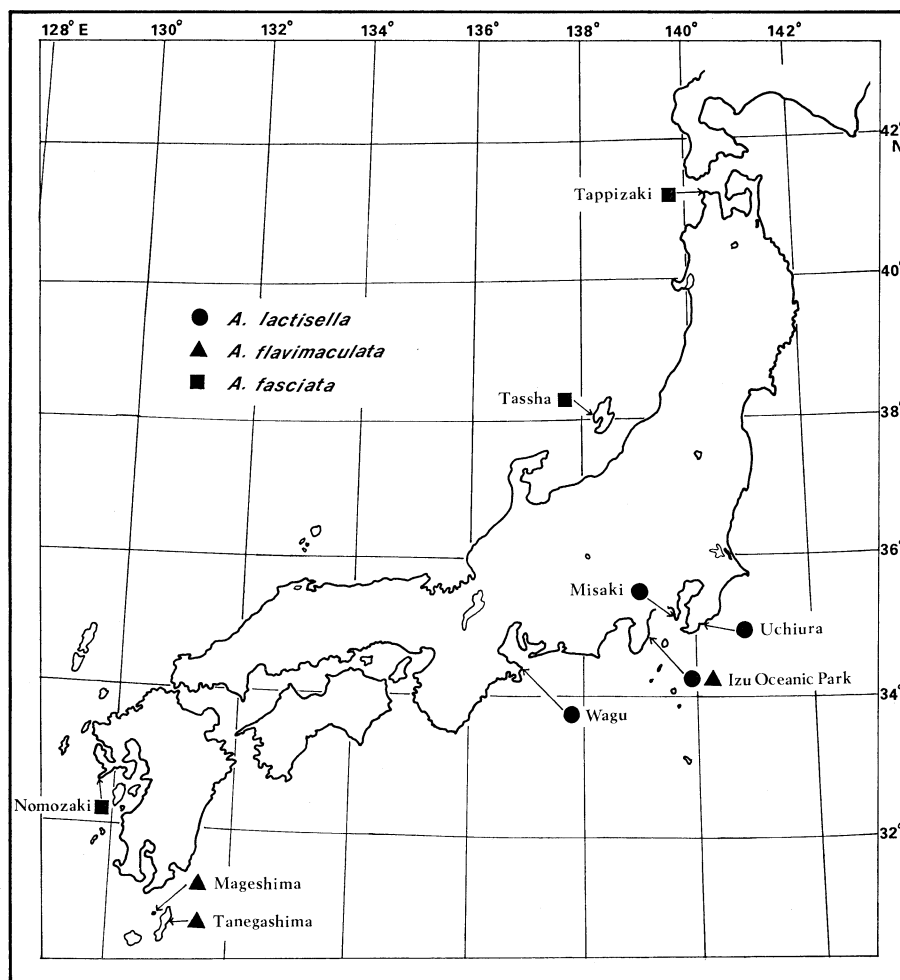 128° E 130° 132° 134° 136° 138° 140° 142°
42°
N
Tappizaki
40°
A. lactisella
A. flavimaculata
A. fasciata
Tassha
38°
36°
Misaki
Uchiura
Izu Oceanic Park
34°
Wagu
Nomozaki
32°
Mageshima
Tanegashima